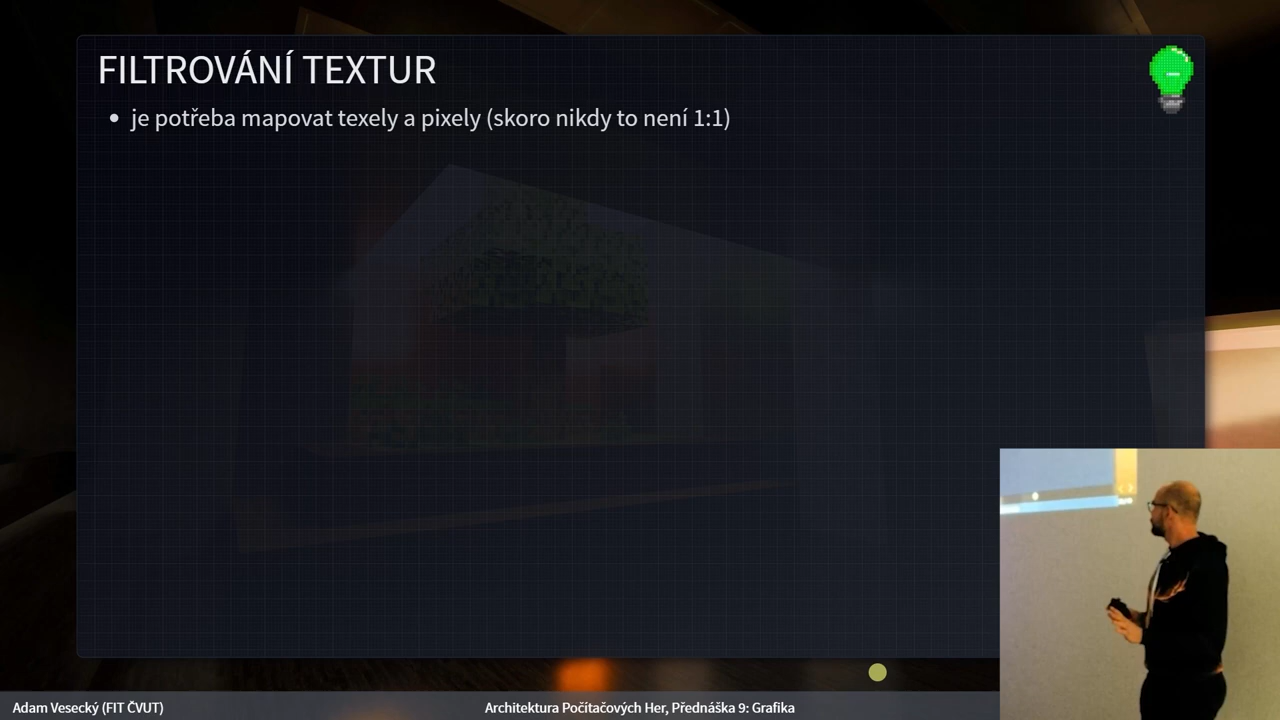 FILTROVÁNÍ TEXTUR
je potřeba mapovat texely a pixely (skoro nikdy to není 1:1)
Adam Vesecký (FIT ČVUT)
Architektura Počítačových Her, Přednáška 9: Grafika